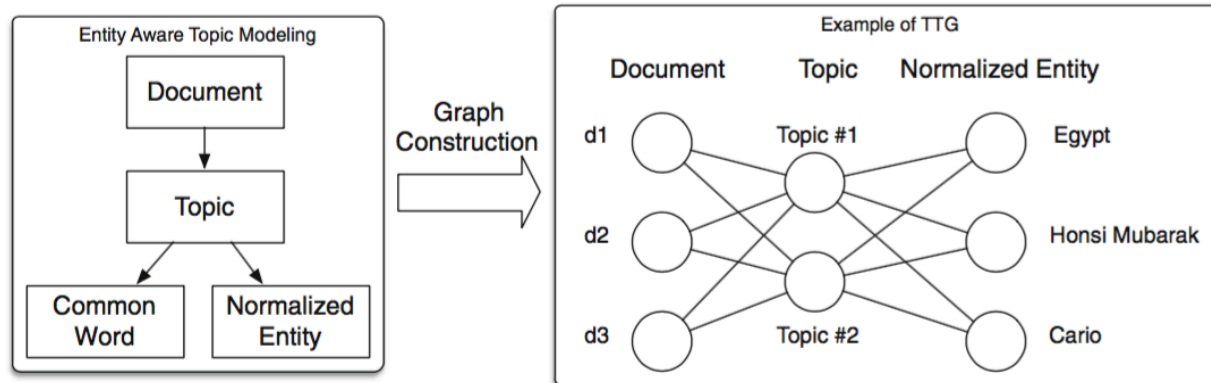 Entity Aware Topic Modeling
Document
Topic
Common
Word
Normalized
Entity
Graph
Construction
Example of TTG
Document Topic Normalized Entity
d1 Topic #1 Egypt
d2 Honsi Mubarak
d3 Topic #2 Cario